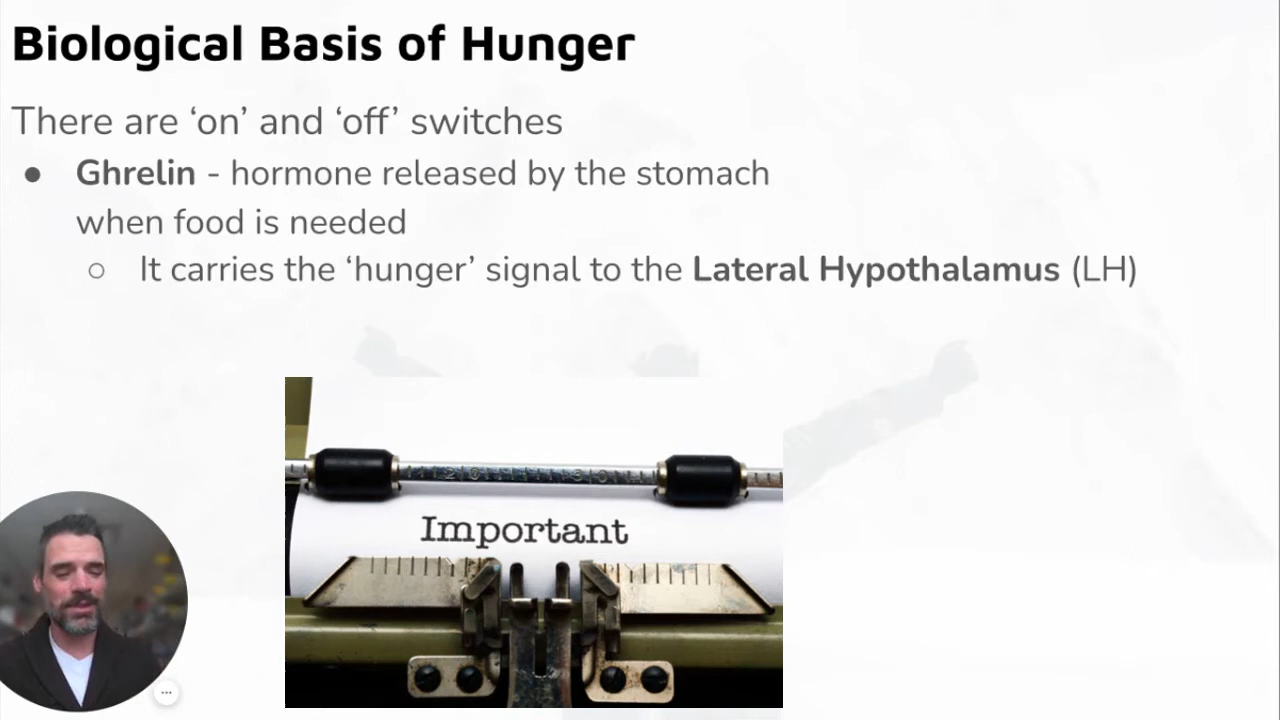 Biological Basis of Hunger
There are ‘on’ and ‘off’ switches
● Ghrelin - hormone released by the stomach
when food is needed
○ It carries the ‘hunger’ signal to the Lateral Hypothalamus (LH)
Important